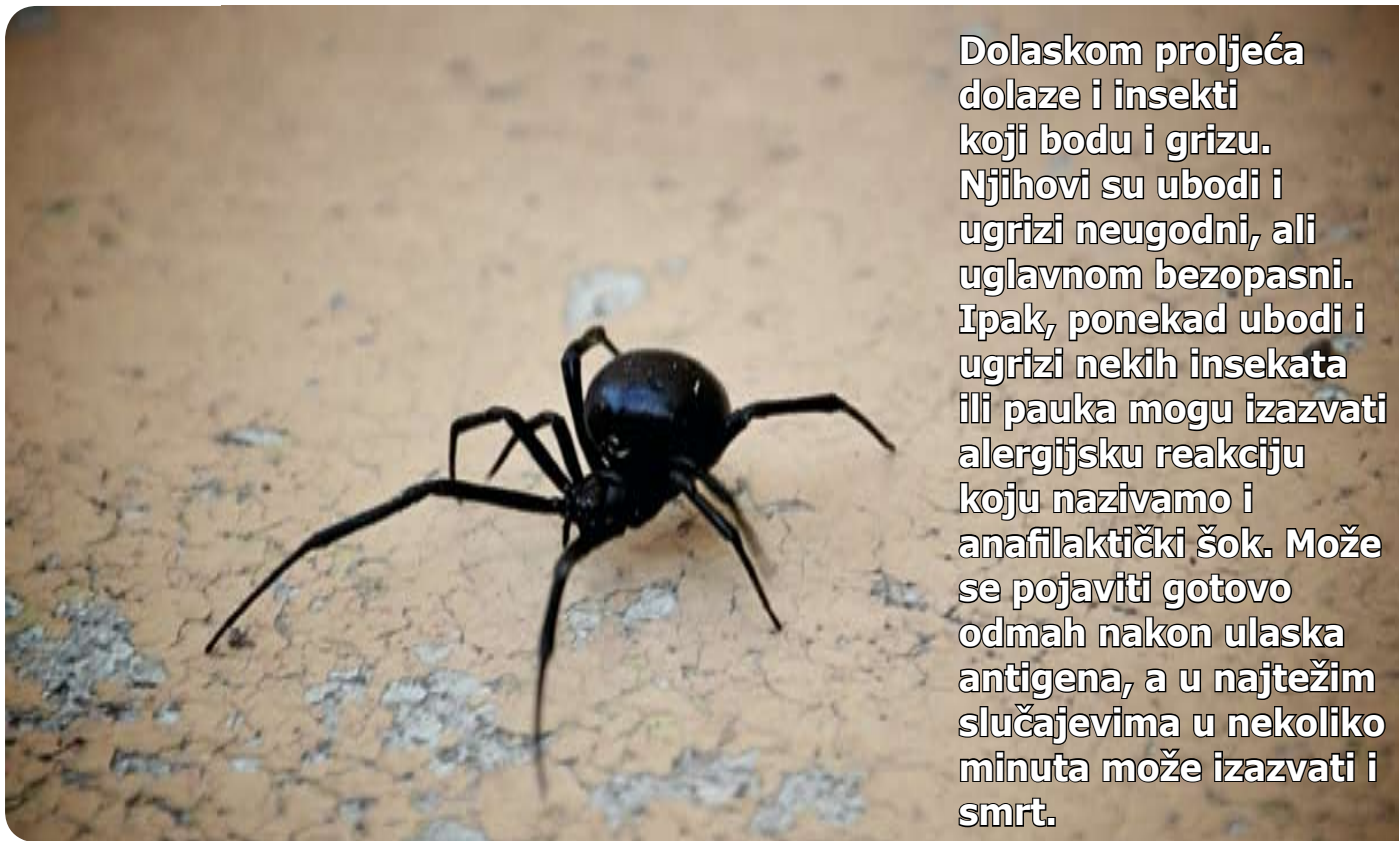 Dolaskom proljeća
dolaze i insekti
koji bodu i grizu.
Njihovi su ubodi i
ugrizi neugodni, ali
uglavnom bezopasni.
Ipak, ponekad ubodi i
ugrizi nekih insekata
ili pauka mogu izazvati
alergijsku reakciju
koju nazivamo i
anafilaktički šok. Može
se pojaviti gotovo
odmah nakon ulaska
antigena, a u najtežim
slučajevima u nekoliko
minuta može izazvati i
smrt.